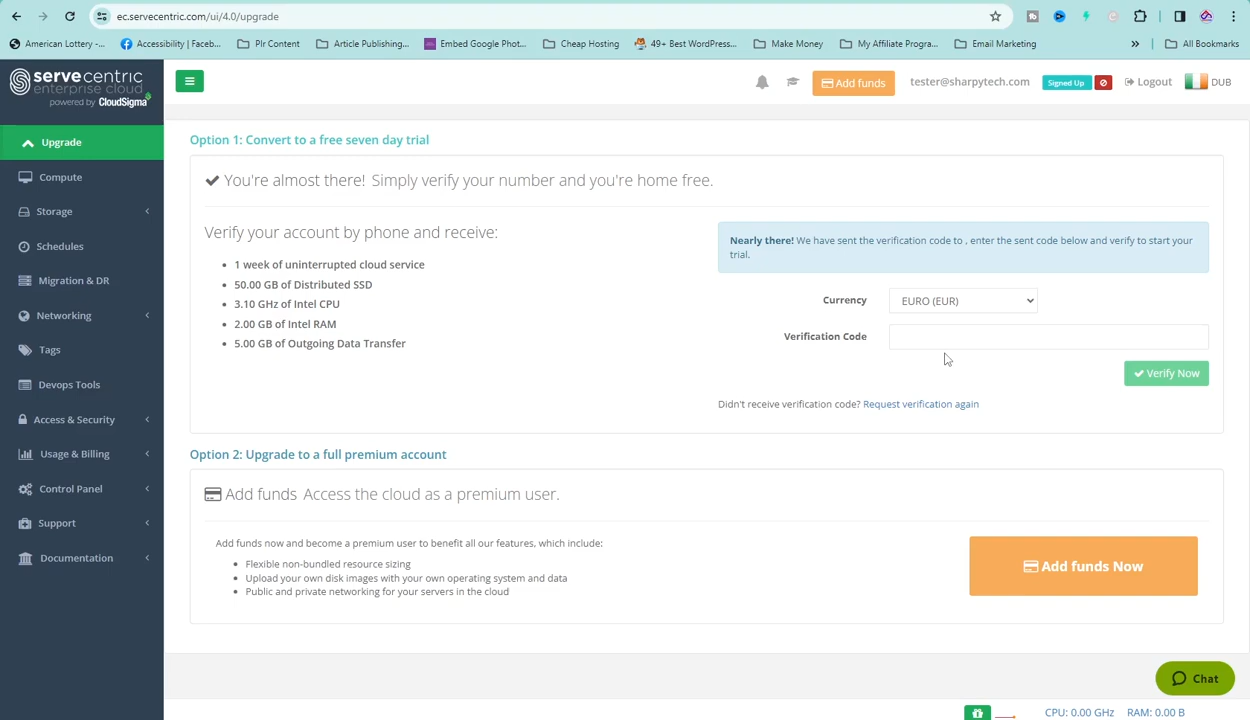 ec.servecentric.com/ui/4.0/upgrade
American Lottery -...
Accessibility | Faceb...
Plr Content
Article Publishing...
Embed Google Phot...
Cheap Hosting
49+ Best WordPress...
Make Money
My Affiliate Progra...
Email Marketing
»
All Bookmarks
servecentric
enterprise cloud
powered by CloudSigma
Add funds
tester@sharpytech.com
Signed Up
Logout
DUB
Upgrade
Compute
Storage
Schedules
Migration & DR
Networking
Tags
Devops Tools
Access & Security
Usage & Billing
Control Panel
Support
Documentation
Option 1: Convert to a free seven day trial
You're almost there! Simply verify your number and you're home free.
Verify your account by phone and receive:
• 1 week of uninterrupted cloud service
• 50.00 GB of Distributed SSD
• 3.10 GHz of Intel CPU
• 2.00 GB of Intel RAM
• 5.00 GB of Outgoing Data Transfer
Nearly there! We have sent the verification code to , enter the sent code below and verify to start your
trial.
Currency
EURO (EUR)
Verification Code
Verify Now
Didn't receive verification code? Request verification again
Option 2: Upgrade to a full premium account
Add funds Access the cloud as a premium user.
Add funds now and become a premium user to benefit all our features, which include:
• Flexible non-bundled resource sizing
• Upload your own disk images with your own operating system and data
• Public and private networking for your servers in the cloud
Add funds Now
Chat
CPU: 0.00 GHz
RAM: 0.00 B